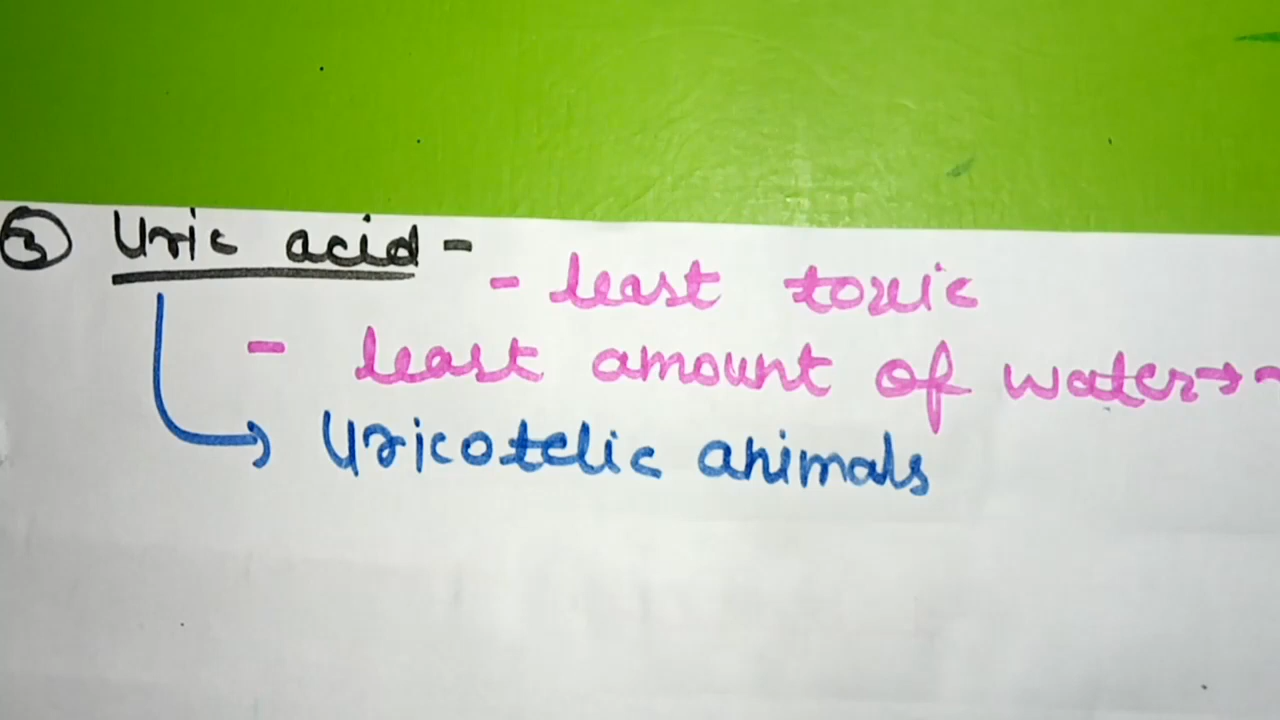 ③ Uric acid -
- least toxic
- least amount of water→ -
→ Uricotelic animals